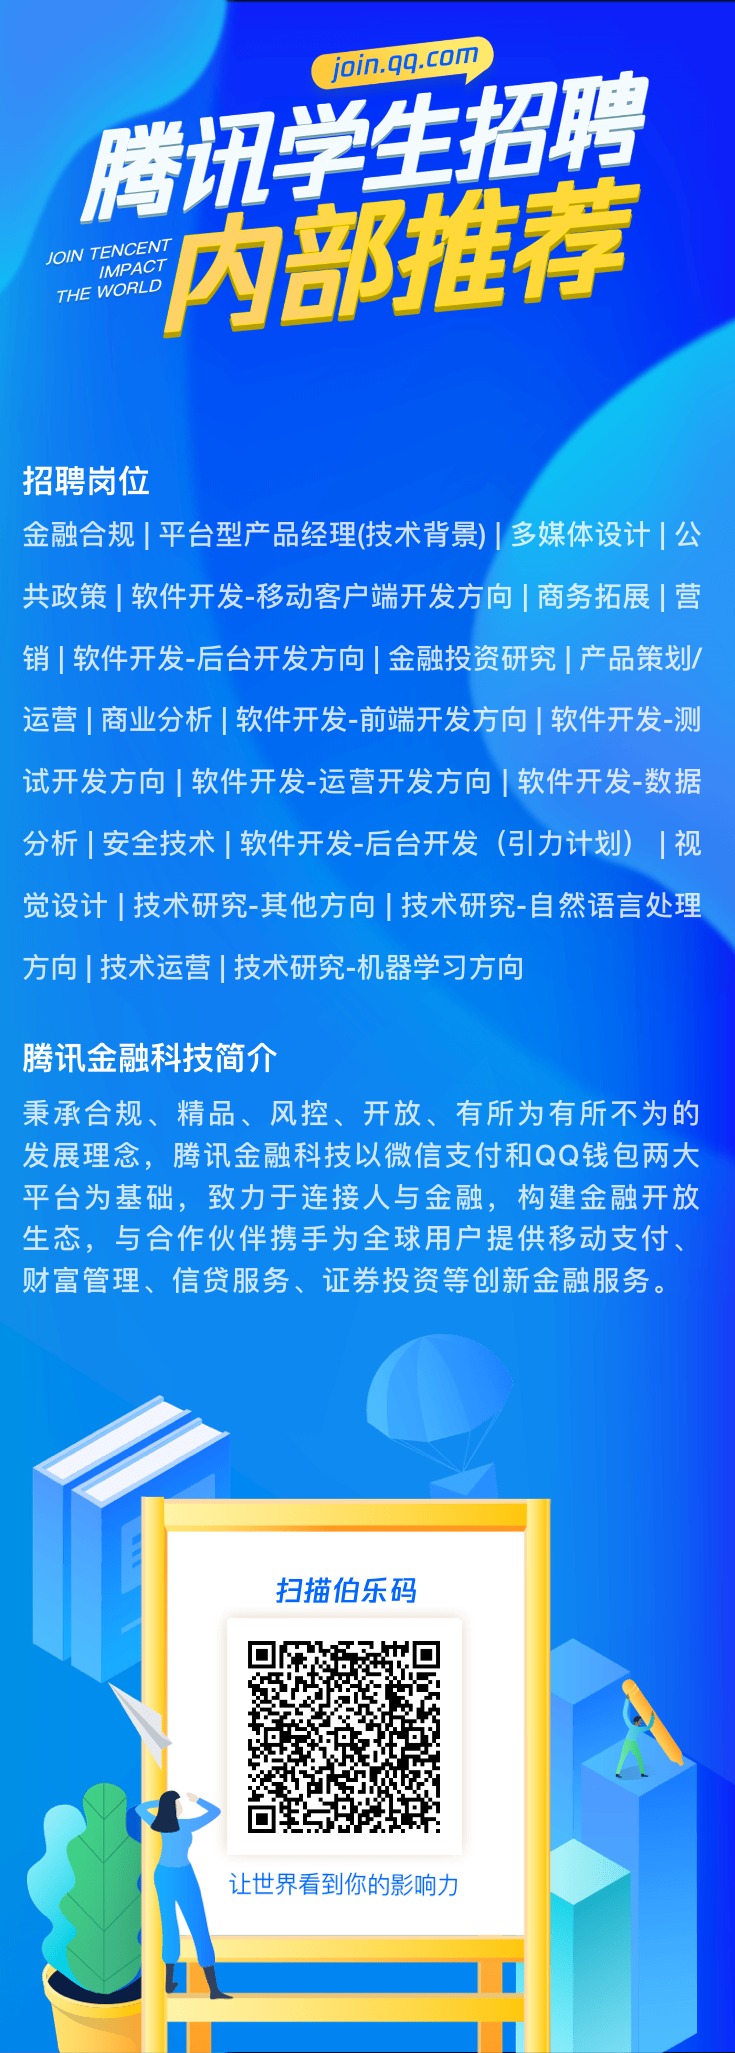 join.qq.com
腾讯学生招聘
内部推荐
JOIN TENCENT
IMPACT
THE WORLD
招聘岗位
金融合规 | 平台型产品经理(技术背景) | 多媒体设计 | 公
共政策 | 软件开发-移动客户端开发方向 | 商务拓展 | 营
销 | 软件开发-后台开发方向 | 金融投资研究 | 产品策划/
运营 | 商业分析 | 软件开发-前端开发方向 | 软件开发-测
试开发方向 | 软件开发-运营开发方向 | 软件开发-数据
分析 | 安全技术 | 软件开发-后台开发（引力计划） | 视
觉设计 | 技术研究-其他方向 | 技术研究-自然语言处理
方向 | 技术运营 | 技术研究-机器学习方向
腾讯金融科技简介
秉承合规、精品、风控、开放、有所为有所不为的
发展理念，腾讯金融科技以微信支付和QQ钱包两大
平台为基础，致力于连接人与金融，构建金融开放
生态，与合作伙伴携手为全球用户提供移动支付、
财富管理、信贷服务、证券投资等创新金融服务。
扫描伯乐码
让世界看到你的影响力